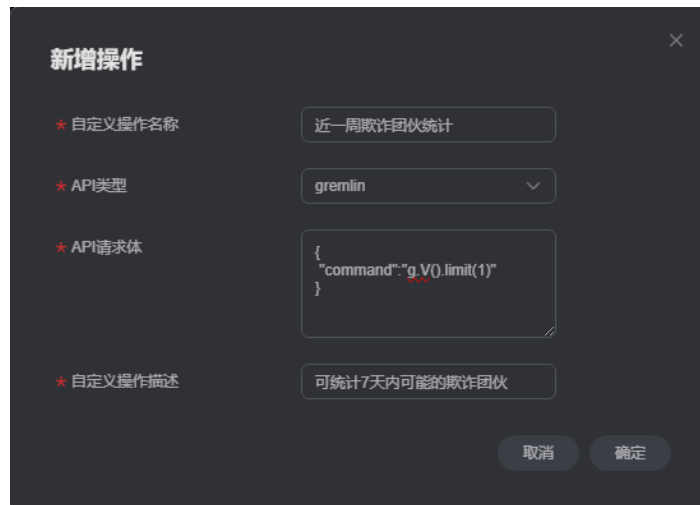 新增操作
* 自定义操作名称
近一周欺诈团伙统计
* API类型
gremlin
* API请求体
{
"command":"g.V().limit(1)"
}
* 自定义操作描述
可统计7天内可能的欺诈团伙
取消
确定